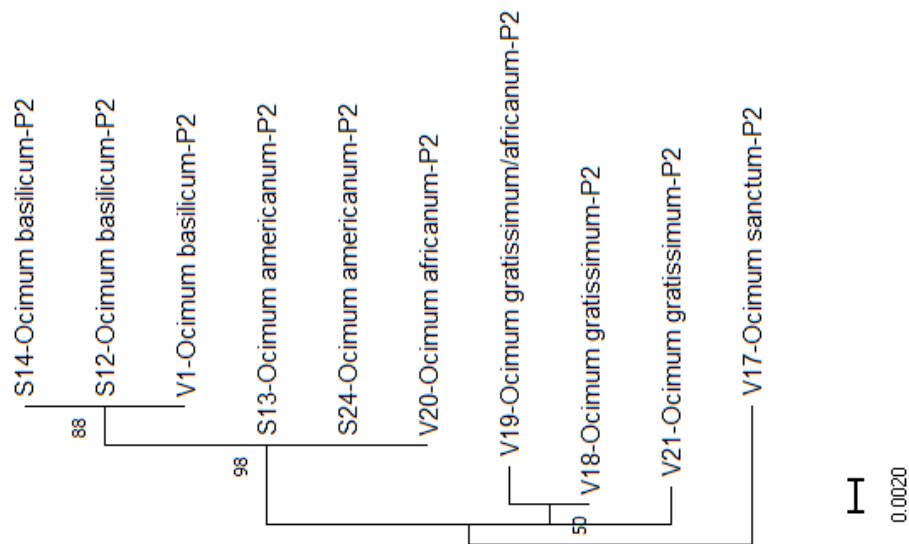 S14-Ocimum basilicum-P2
S12-Ocimum basilicum-P2
V1-Ocimum basilicum-P2
S13-Ocimum americanum-P2
S24-Ocimum americanum-P2
V20-Ocimum africanum-P2
V19-Ocimum gratissimum/africanum-P2
V18-Ocimum gratissimum-P2
V21-Ocimum gratissimum-P2
V17-Ocimum sanctum-P2
88
98
50
0.0020